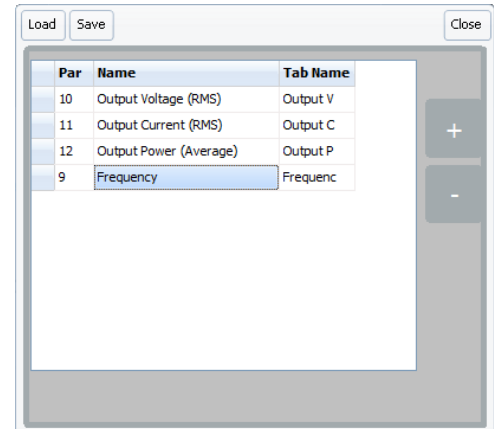 Load Save Close
Par Name Tab Name
10 Output Voltage (RMS) Output V
11 Output Current (RMS) Output C
12 Output Power (Average) Output P
9 Frequency Frequenc
+
-